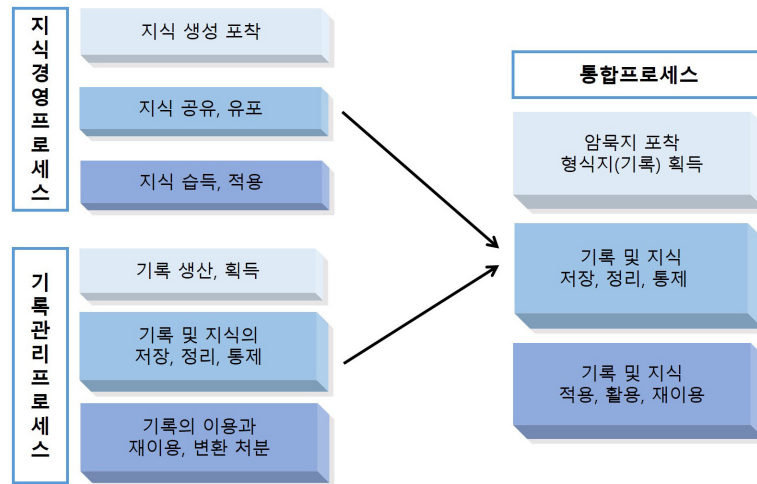 지식경영프로세스
지식 생성 포착
지식 공유, 유포
지식 습득, 적용
기록관리프로세스
기록 생산, 획득
기록 및 지식의
저장, 정리, 통제
기록의 이용과
재이용, 변환 처분
통합프로세스
암묵지 포착
형식지(기록) 획득
기록 및 지식
저장, 정리, 통제
기록 및 지식
적용, 활용, 재이용